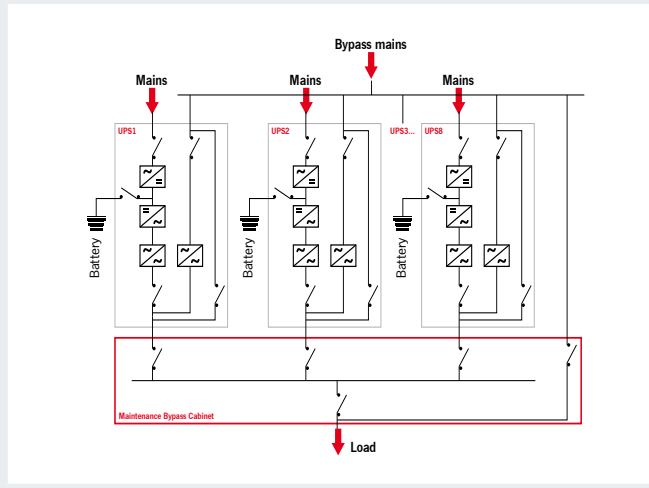 Bypass mains
Mains
Mains
Mains
UPS1
UPS2
UPS3...
UPS8
Battery
Battery
Battery
Maintenance Bypass Cabinet
Load